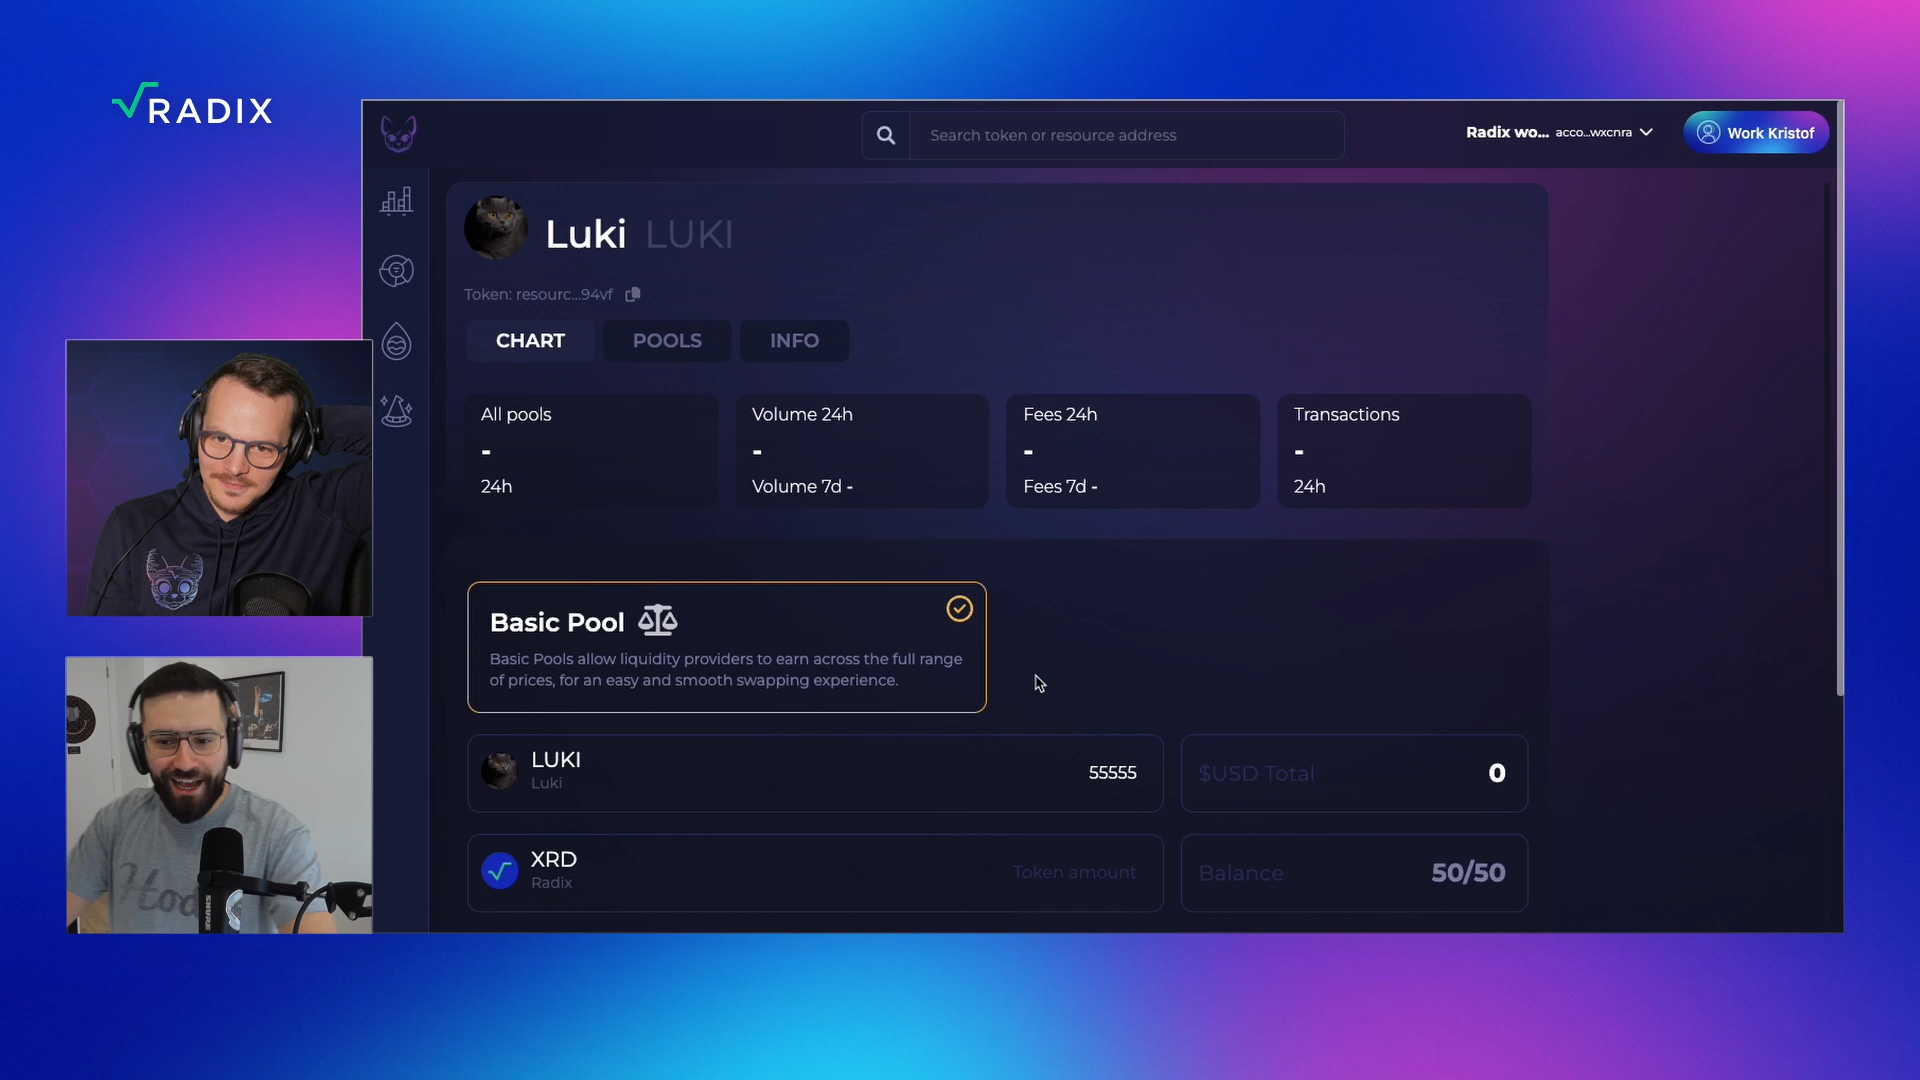 RADIX
Search token or resource address
Radix wo... acco...wxcnra
Work Kristof
Luki LUKI
Token: resourc...94vf
CHART POOLS INFO
All pools
-
24h
Volume 24h
-
Volume 7d -
Fees 24h
-
Fees 7d -
Transactions
-
24h
Basic Pool
Basic Pools allow liquidity providers to earn across the full range
of prices, for an easy and smooth swapping experience.
LUKI
Luki
55555
$USD Total 0
XRD
Radix
Token amount
Balance 50/50
SHURE